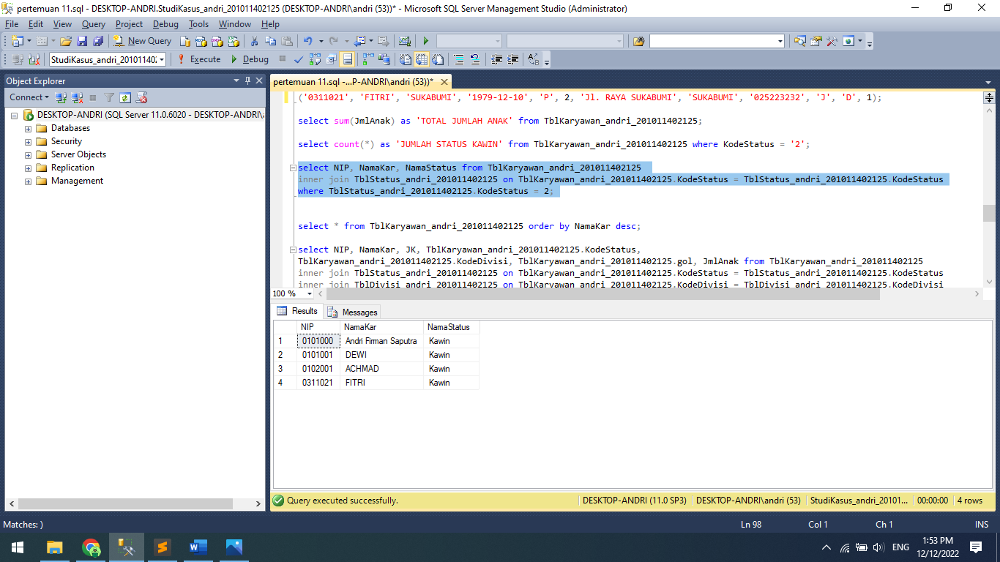 pertemuan 11.sql - DESKTOP-ANDRI.StudiKasus_andri_201011402125 (DESKTOP-ANDRI\andri (53))* - Microsoft SQL Server Management Studio (Administrator)
File Edit View Query Project Debug Tools Window Help
New Query
StudiKasus_andri_20101140: Execute Debug
Object Explorer
Connect
DESKTOP-ANDRI (SQL Server 11.0.6020 - DESKTOP-ANDRI\
Databases
Security
Server Objects
Replication
Management
pertemuan 11.sql -...P-ANDRI\andri (53))*
('0311021', 'FITRI', 'SUKABUMI', '1979-12-10', 'P', 2, 'Jl. RAYA SUKABUMI', 'SUKABUMI', '025223232', 'J', 'D', 1);
select sum(JmlAnak) as 'TOTAL JUMLAH ANAK' from TblKaryawan_andri_201011402125;
select count(*) as 'JUMLAH STATUS KAWIN' from TblKaryawan_andri_201011402125 where KodeStatus = '2';
select NIP, NamaKar, NamaStatus from TblKaryawan_andri_201011402125
inner join TblStatus_andri_201011402125 on TblKaryawan_andri_201011402125.KodeStatus = TblStatus_andri_201011402125.KodeStatus
where TblStatus_andri_201011402125.KodeStatus = 2;
select * from TblKaryawan_andri_201011402125 order by NamaKar desc;
select NIP, NamaKar, JK, TblKaryawan_andri_201011402125.KodeStatus,
TblKaryawan_andri_201011402125.KodeDivisi, TblKaryawan_andri_201011402125.gol, JmlAnak from TblKaryawan_andri_201011402125
inner join TblStatus_andri_201011402125 on TblKaryawan_andri_201011402125.KodeStatus = TblStatus_andri_201011402125.KodeStatus
inner join TblDivisi_andri_201011402125 on TblKaryawan_andri_201011402125.KodeDivisi = TblDivisi_andri_201011402125.KodeDivisi
100 %
Results Messages
NIP NamaKar NamaStatus
1 0101000 Andri Firman Saputra Kawin
2 0101001 DEWI Kawin
3 0102001 ACHMAD Kawin
4 0311021 FITRI Kawin
Query executed successfully. DESKTOP-ANDRI (11.0 SP3) DESKTOP-ANDRI\andri (53) StudiKasus_andri_20101... 00:00:00 4 rows
Matches: ) Ln 98 Col 1 Ch 1 INS
ENG
1:53 PM
12/12/2022